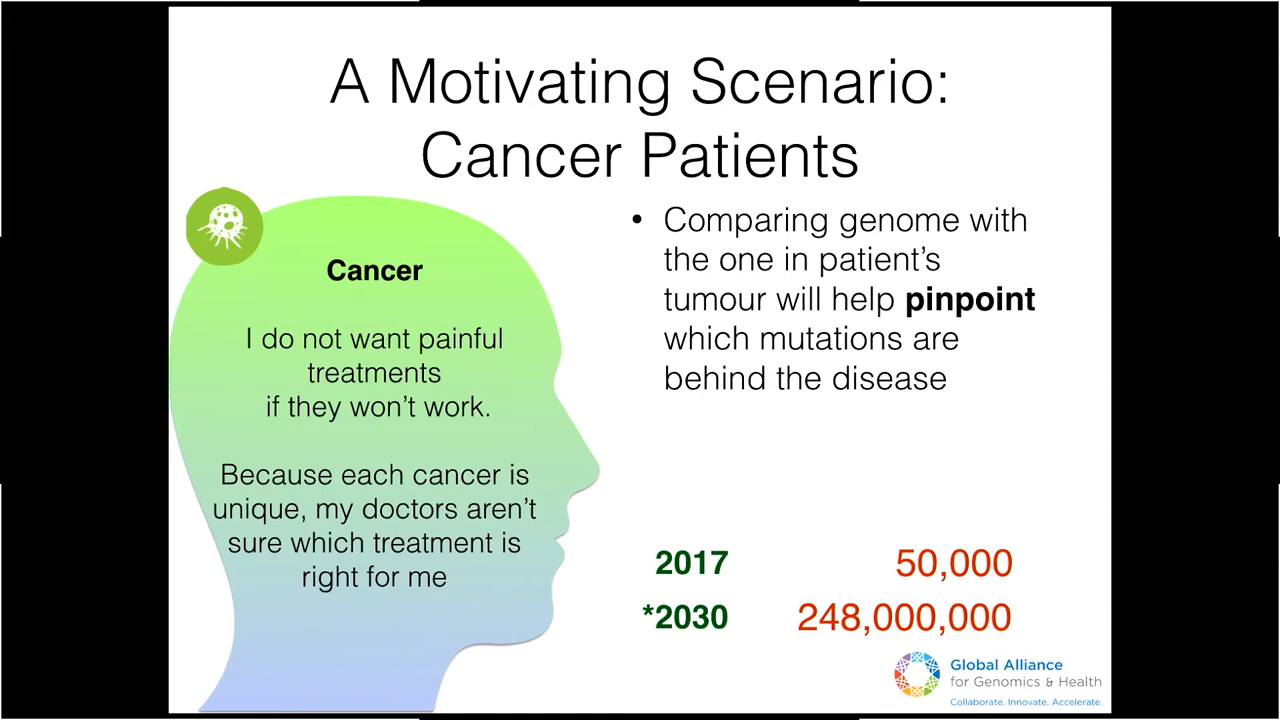 A Motivating Scenario:
Cancer Patients
Cancer
I do not want painful
treatments
if they won't work.
Because each cancer is
unique, my doctors aren't
sure which treatment is
right for me
• Comparing genome with
the one in patient's
tumour will help pinpoint
which mutations are
behind the disease
2017 50,000
*2030 248,000,000
Global Alliance
for Genomics & Health
Collaborate. Innovate. Accelerate.